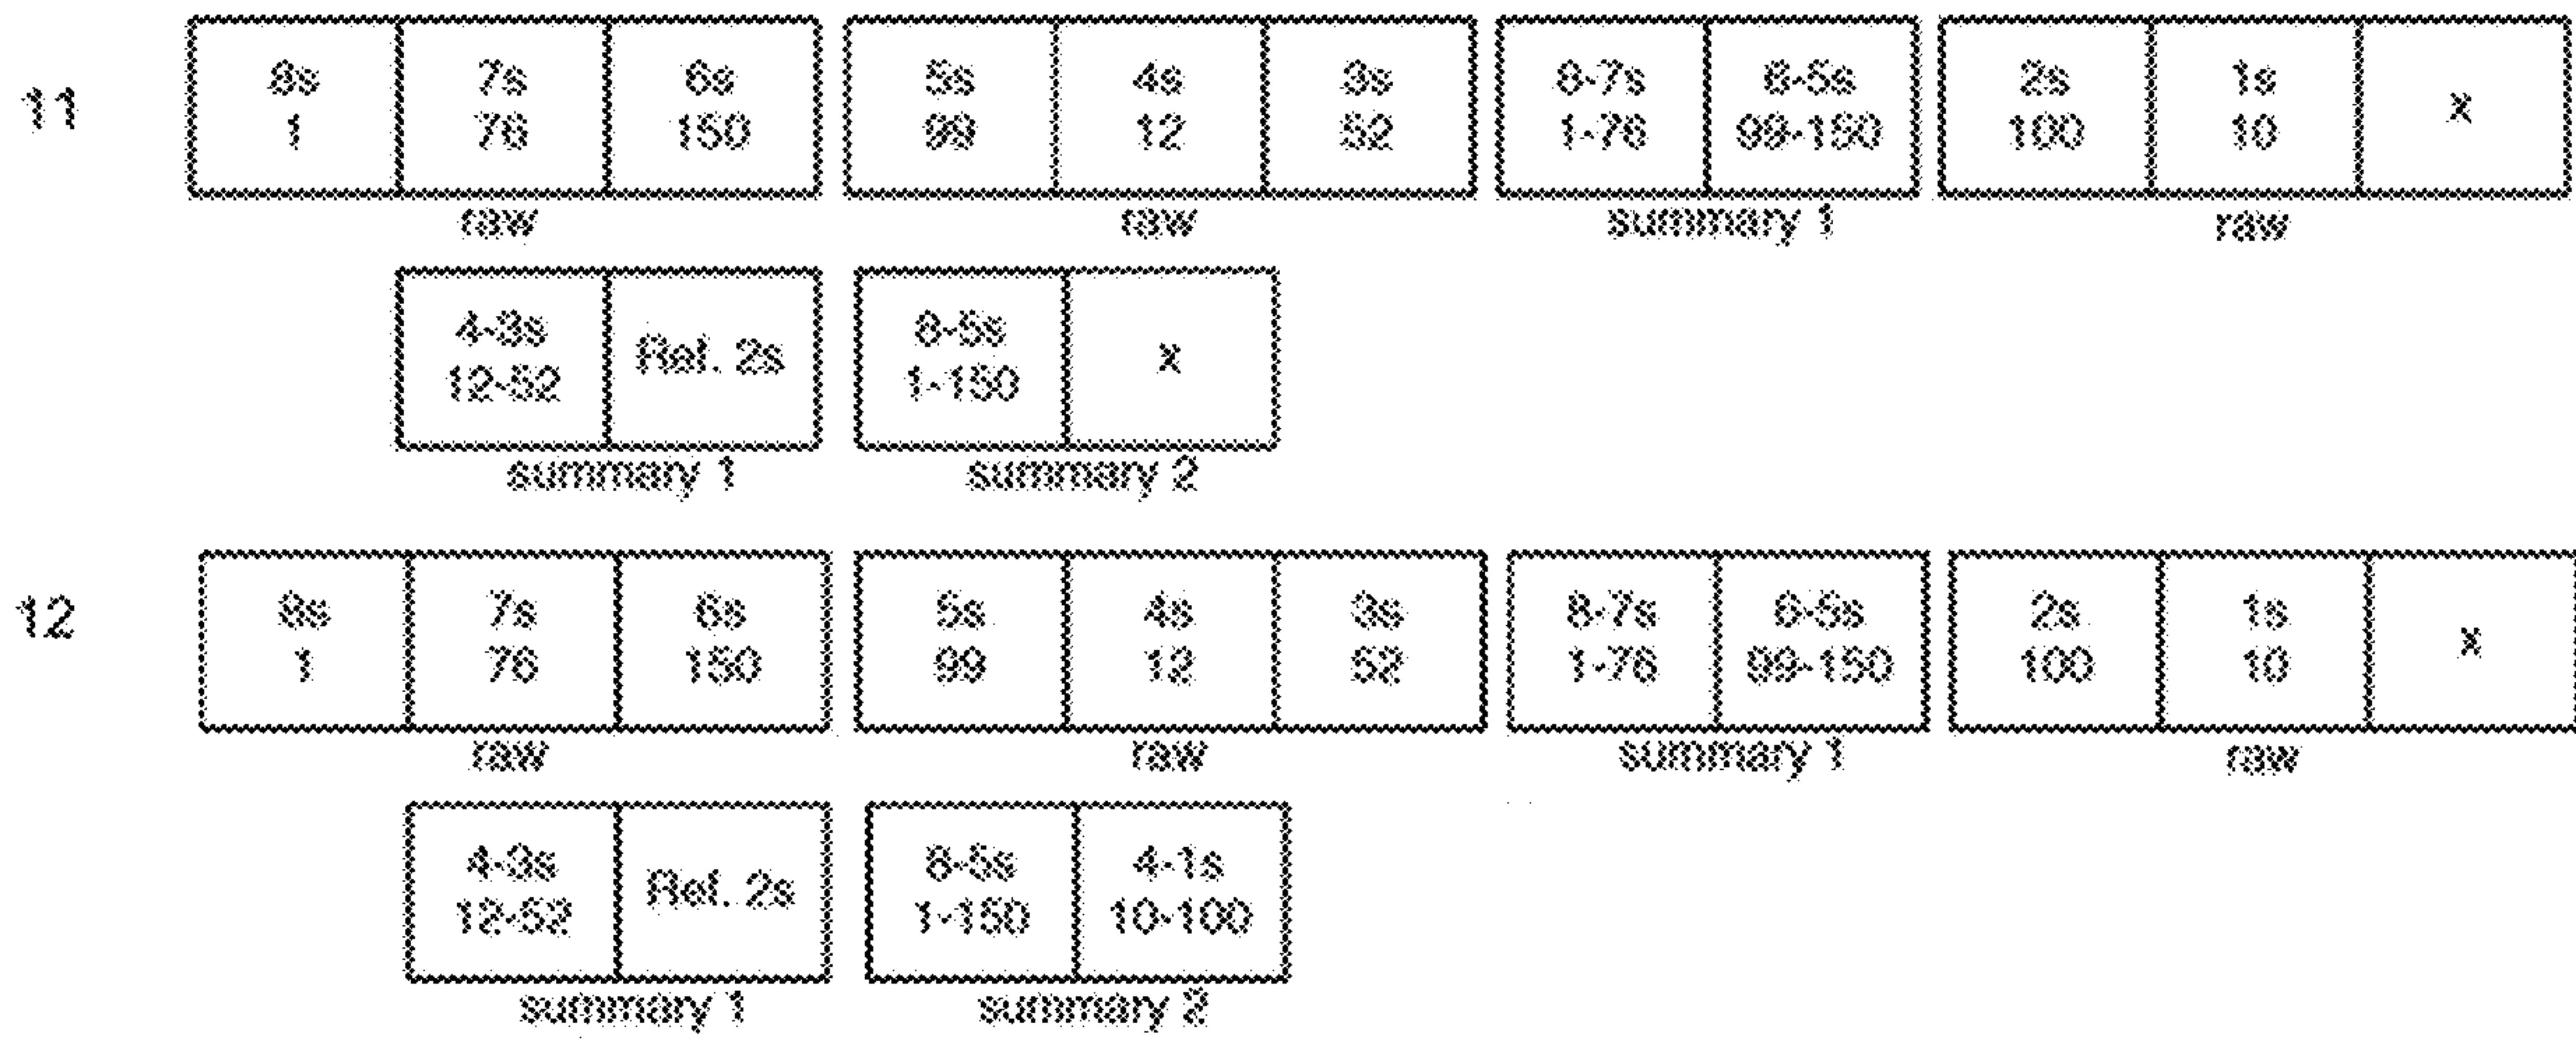 11
8s
1
7s
76
6s
150
raw
5s
99
4s
12
3s
52
raw
8-7s
1-76
6-5s
99-150
summary 1
2s
100
1s
10
x
raw
4-3s
12-52
Ref. 2s
summary 1
8-5s
1-150
x
summary 2
12
8s
1
7s
76
6s
150
raw
5s
99
4s
12
3s
52
raw
8-7s
1-76
6-5s
99-150
summary 1
2s
100
1s
10
x
raw
4-3s
12-52
Ref. 2s
summary 1
8-5s
1-150
4-1s
10-100
summary 2